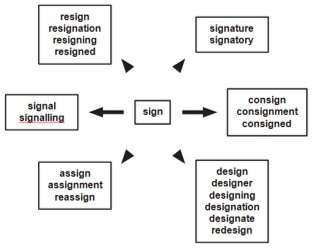 resign
resignation
resigning
resigned
signature
signatory
signal
signalling
sign
consign
consignment
consigned
assign
assignment
reassign
design
designer
designing
designation
designate
redesign